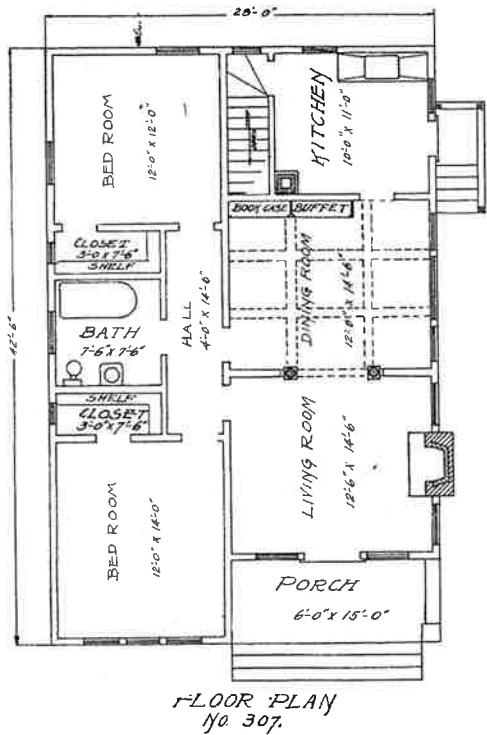 28'-0"
42'-6"
BED ROOM
12'-0" X 12'-0"
KITCHEN
10'-0" X 11'-0"
BOOK CASE BUFFET
CLOSET
3'-0" X 7'-6"
SHELF
HALL
4'-0" X 14'-6"
DINING ROOM
12'-0" X 14'-6"
BATH
7'-6" X 7'-6"
SHELF
CLOSET
3'-0" X 7'-6"
LIVING ROOM
12'-6" X 14'-6"
BED ROOM
12'-0" X 14'-0"
PORCH
6'-0" X 15'-0"
FLOOR PLAN
NO. 307.